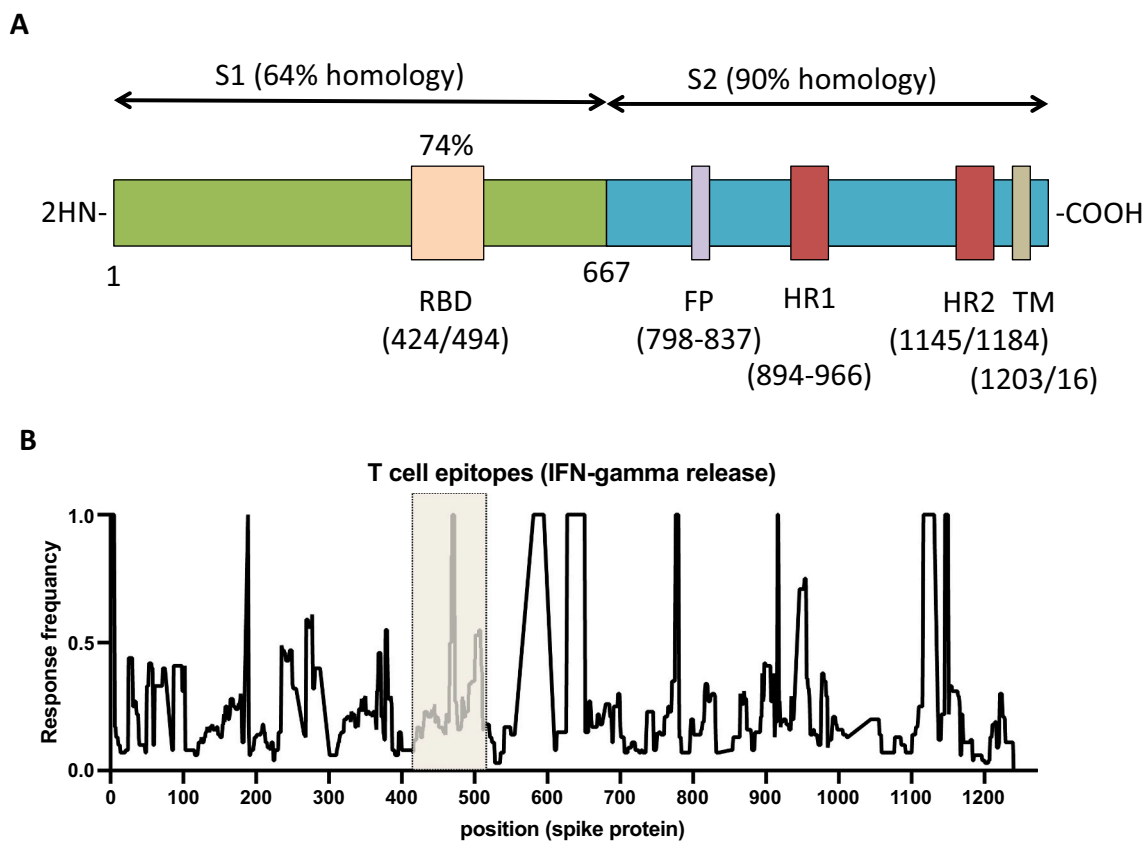 A
S1 (64% homology)
S2 (90% homology)
74%
2HN-
-COOH
1
667
RBD
(424/494)
FP
(798-837)
HR1
(894-966)
HR2
(1145/1184)
TM
(1203/16)
B
T cell epitopes (IFN-gamma release)
Response frequancy
1.0
0.5
0.0
0 100 200 300 400 500 600 700 800 900 1000 1100 1200
position (spike protein)